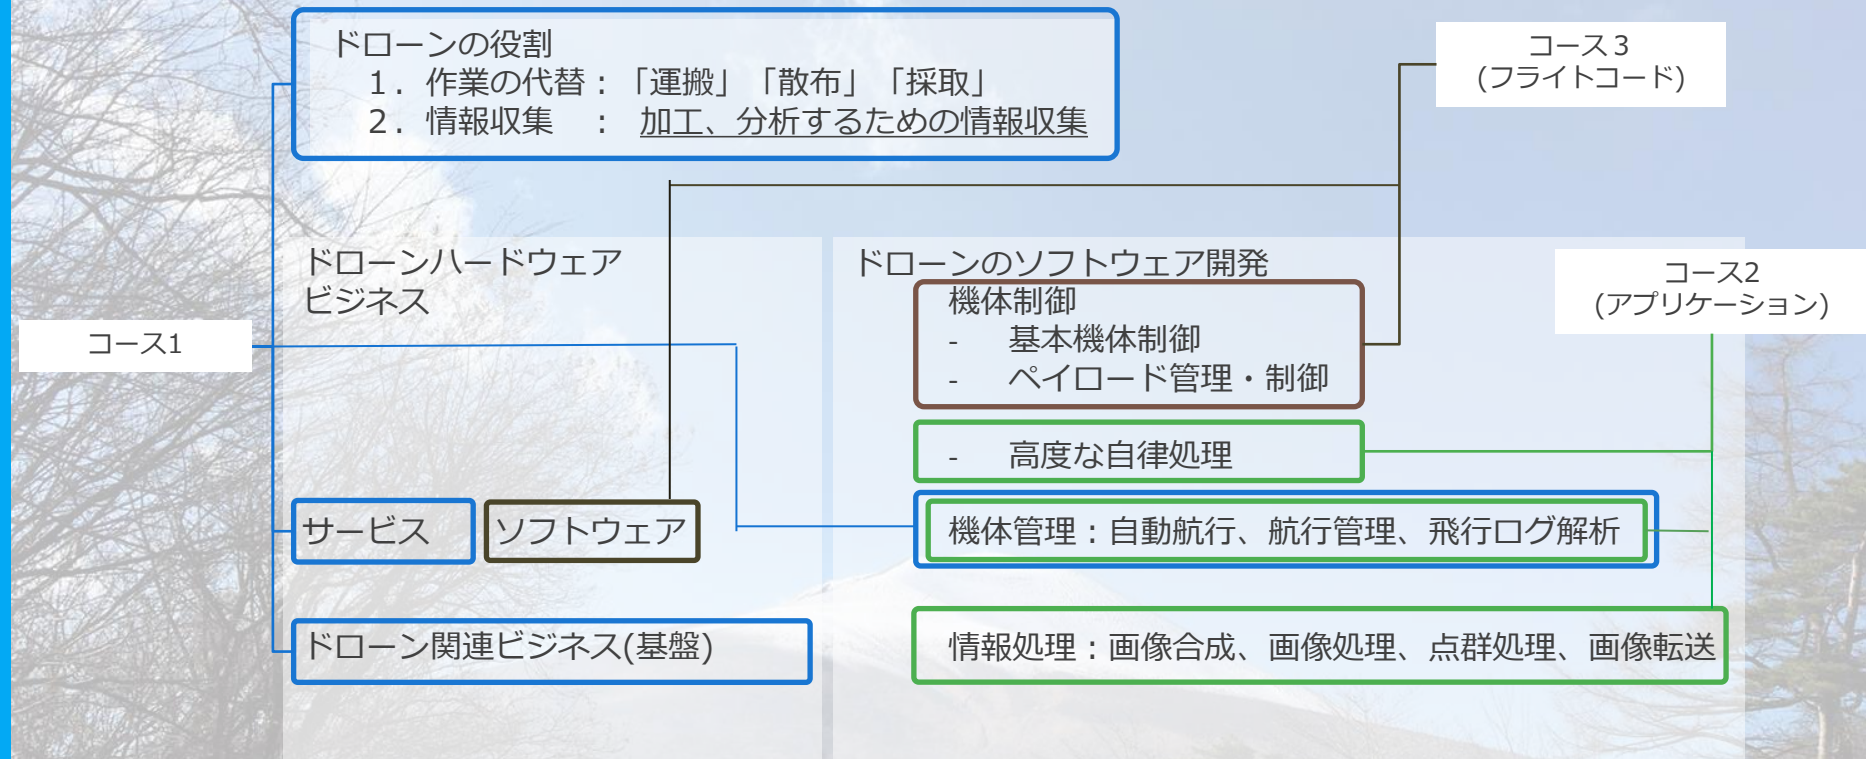 ドローンの役割
1．作業の代替：「運搬」「散布」「採取」
2．情報収集　：　加工、分析するための情報収集
コース３
(フライトコード)
ドローンハードウェア
ビジネス
ドローンのソフトウェア開発
機体制御
-　基本機体制御
-　ペイロード管理・制御
コース2
(アプリケーション)
コース1
-　高度な自律処理
サービス
ソフトウェア
機体管理：自動航行、航行管理、飛行ログ解析
ドローン関連ビジネス(基盤)
情報処理：画像合成、画像処理、点群処理、画像転送